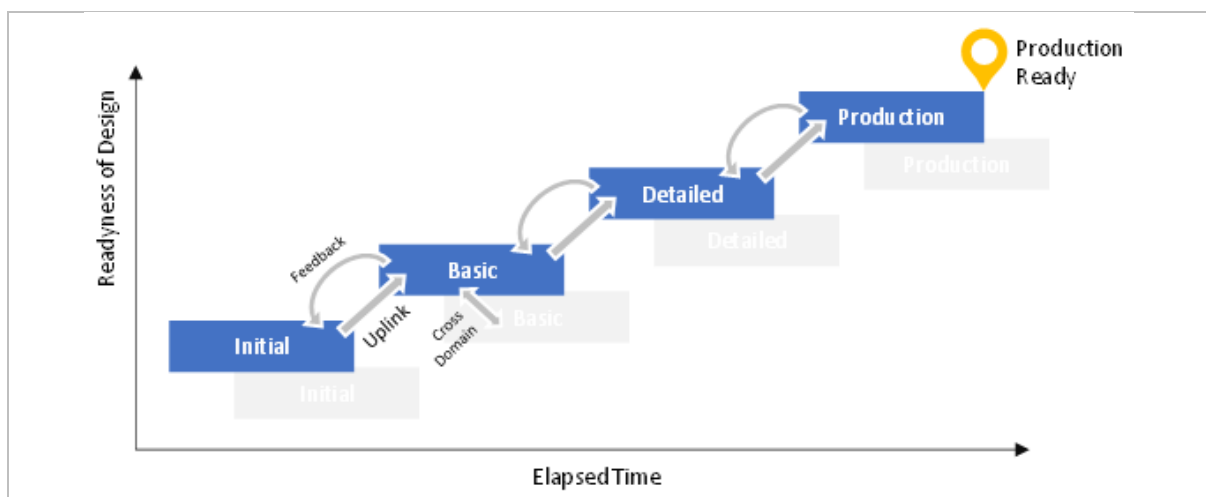 Production
Ready
Readyness of Design
Production
Production
Detailed
Detailed
Feedback
Basic
Uplink
Cross
Domain
Basic
Initial
Initial
Elapsed Time